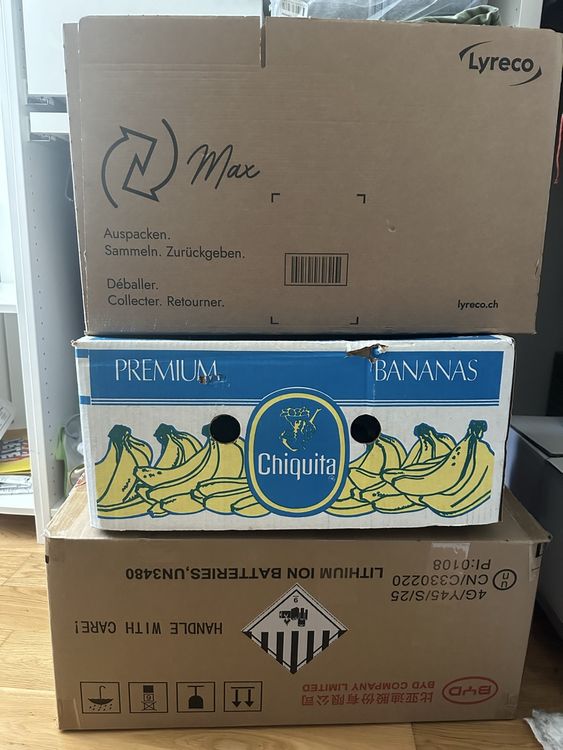 Lyreco
Max
Auspacken.
Sammeln. Zurückgeben.
Déballer.
Collecter. Retourner.
lyreco.ch
PREMIUM BANANAS
Chiquita
LITHIUM ION BATTERIES,UN3480
HANDLE WITH CARE!
4G/Y45/S/25
CN/C330220
PI:0108
BYD
比亚迪股份有限公司
BYD COMPANY LIMITED